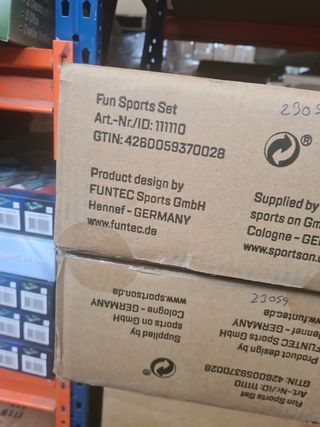 Fun Sports Set
Art.-Nr./ID: 111110
GTIN: 4260059370028
Product design by
FUNTEC Sports GmbH
Hennef - GERMANY
www.funtec.de
2305
Supplied by
sports on Gm
Cologne - GE
www.sportson.
23059
www.sportson.de
Cologne - GERMANY
sports on GmbH
Supplied by
www.funtec.de
Hennef - GERMANY
FUNTEC Sports GmbH
Product design by
GTIN: 4260059370028
Art.-Nr./ID: 111110
Fun Sports Set